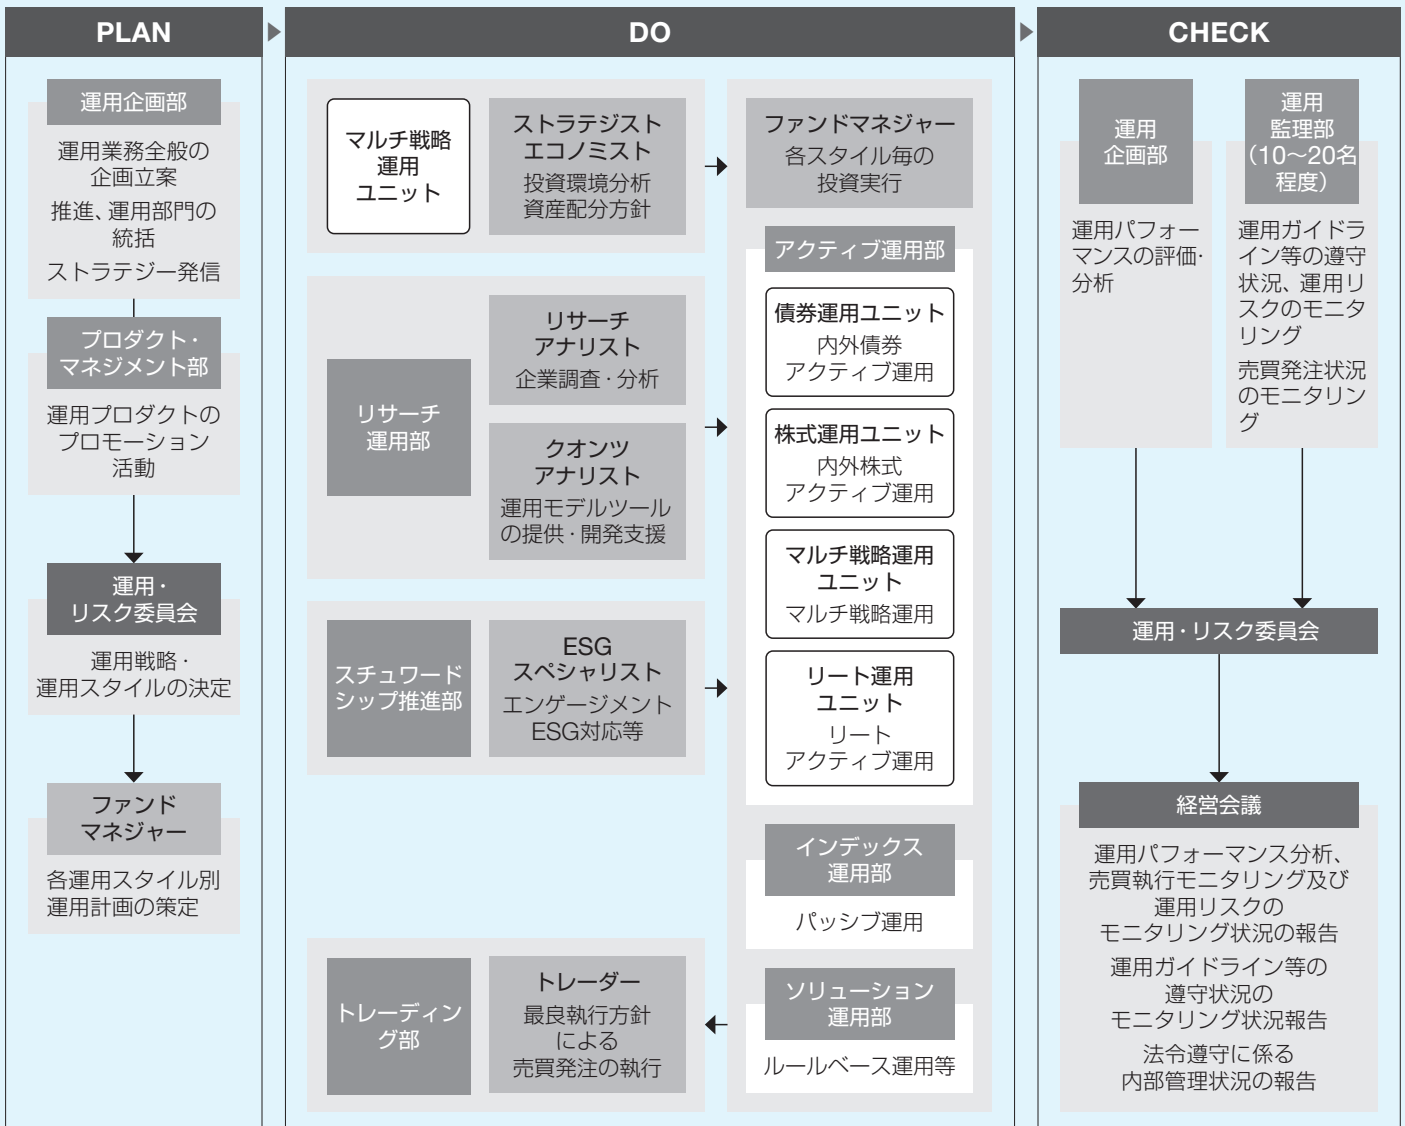 PLAN
運用企画部
運用業務全般の
企画立案
推進、運用部門の
統括
ストラテジー発信
プロダクト・
マネジメント部
運用プロダクトの
プロモーション
活動
運用・
リスク委員会
運用戦略・
運用スタイルの決定
ファンド
マネジャー
各運用スタイル別
運用計画の策定
DO
マルチ戦略
運用
ユニット
ストラテジスト
エコノミスト
投資環境分析
資産配分方針
リサーチ
運用部
リサーチ
アナリスト
企業調査・分析
クオンツ
アナリスト
運用モデルツール
の提供・開発支援
スチュワード
シップ推進部
ESG
スペシャリスト
エンゲージメント
ESG対応等
ファンドマネジャー
各スタイル毎の
投資実行
アクティブ運用部
債券運用ユニット
内外債券
アクティブ運用
株式運用ユニット
内外株式
アクティブ運用
マルチ戦略運用
ユニット
マルチ戦略運用
リート運用
ユニット
リート
アクティブ運用
インデックス
運用部
パッシブ運用
ソリューション
運用部
ルールベース運用等
トレーディン
グ部
トレーダー
最良執行方針
による
売買発注の執行
CHECK
運用
企画部
運用パフォー
マンスの評価・
分析
運用
監理部
（10〜20名
程度）
運用ガイドラ
イン等の遵守
状況、運用リ
スクのモニタ
リング
売買発注状況
のモニタリン
グ
運用・リスク委員会
経営会議
運用パフォーマンス分析、
売買執行モニタリング及び
運用リスクの
モニタリング状況の報告
運用ガイドライン等の
遵守状況の
モニタリング状況報告
法令遵守に係る
内部管理状況の報告